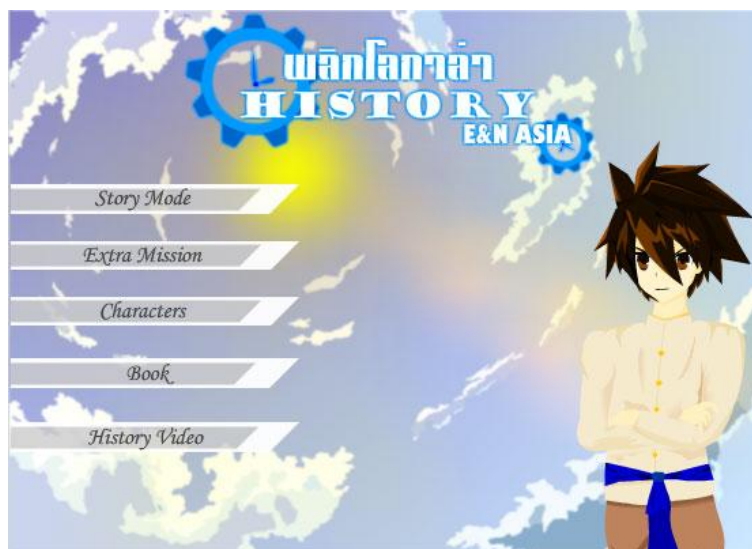 พลิกโลกาล่า
HISTORY
E&N ASIA
Story Mode
Extra Mission
Characters
Book
History Video